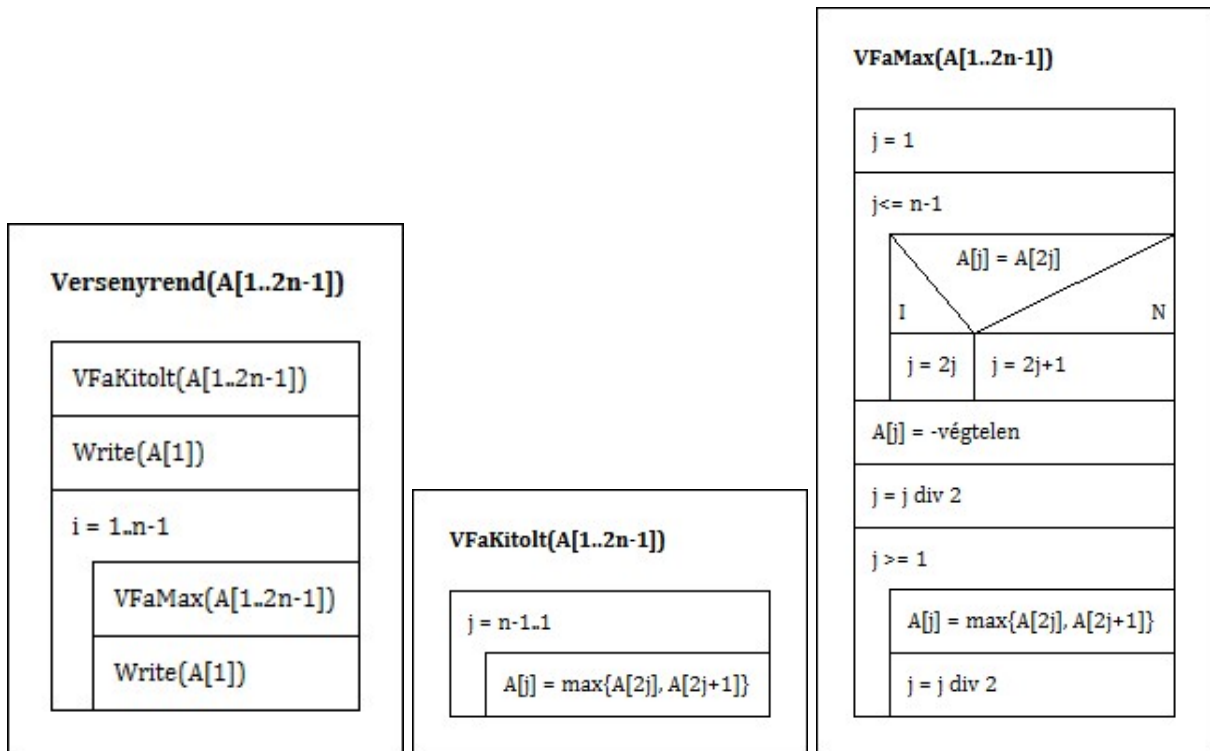 Versenyrend(A[1..2n-1])
VFaKitolt(A[1..2n-1])
Write(A[1])
i = 1..n-1
VFaMax(A[1..2n-1])
Write(A[1])
VFaKitolt(A[1..2n-1])
j = n-1..1
A[j] = max{A[2j], A[2j+1]}
VFaMax(A[1..2n-1])
j = 1
j<= n-1
A[j] = A[2j]
I
N
j = 2j
j = 2j+1
A[j] = -végtelen
j = j div 2
j >= 1
A[j] = max{A[2j], A[2j+1]}
j = j div 2